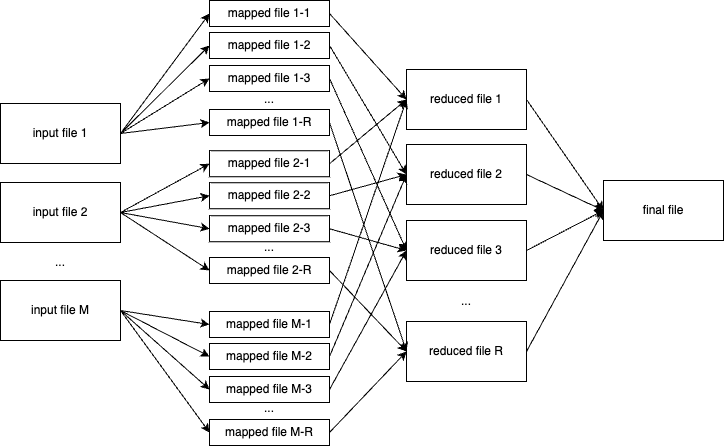 mapped file 1-1
mapped file 1-2
mapped file 1-3
...
mapped file 1-R
input file 1
mapped file 2-1
mapped file 2-2
mapped file 2-3
...
mapped file 2-R
input file 2
...
input file M
mapped file M-1
mapped file M-2
mapped file M-3
...
mapped file M-R
reduced file 1
reduced file 2
reduced file 3
...
reduced file R
final file